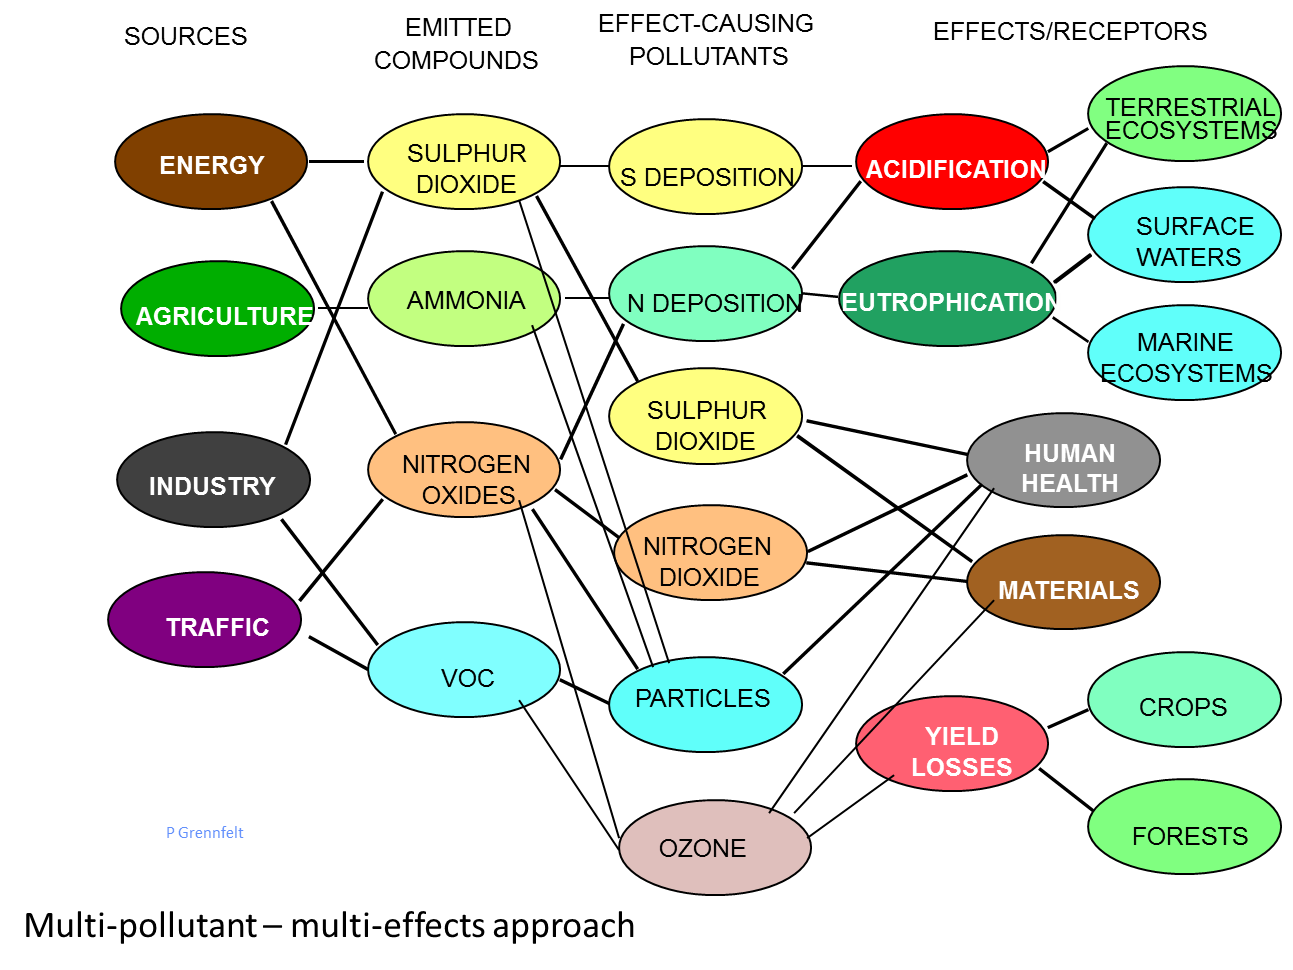 SOURCES
EMITTED
COMPOUNDS
EFFECT-CAUSING
POLLUTANTS
EFFECTS/RECEPTORS
ENERGY
AGRICULTURE
INDUSTRY
TRAFFIC
SULPHUR
DIOXIDE
AMMONIA
NITROGEN
OXIDES
VOC
S DEPOSITION
N DEPOSITION
SULPHUR
DIOXIDE
NITROGEN
DIOXIDE
PARTICLES
OZONE
ACIDIFICATION
EUTROPHICATION
HUMAN
HEALTH
MATERIALS
YIELD
LOSSES
TERRESTRIAL
ECOSYSTEMS
SURFACE
WATERS
MARINE
ECOSYSTEMS
CROPS
FORESTS
P Grennfelt
Multi-pollutant – multi-effects approach